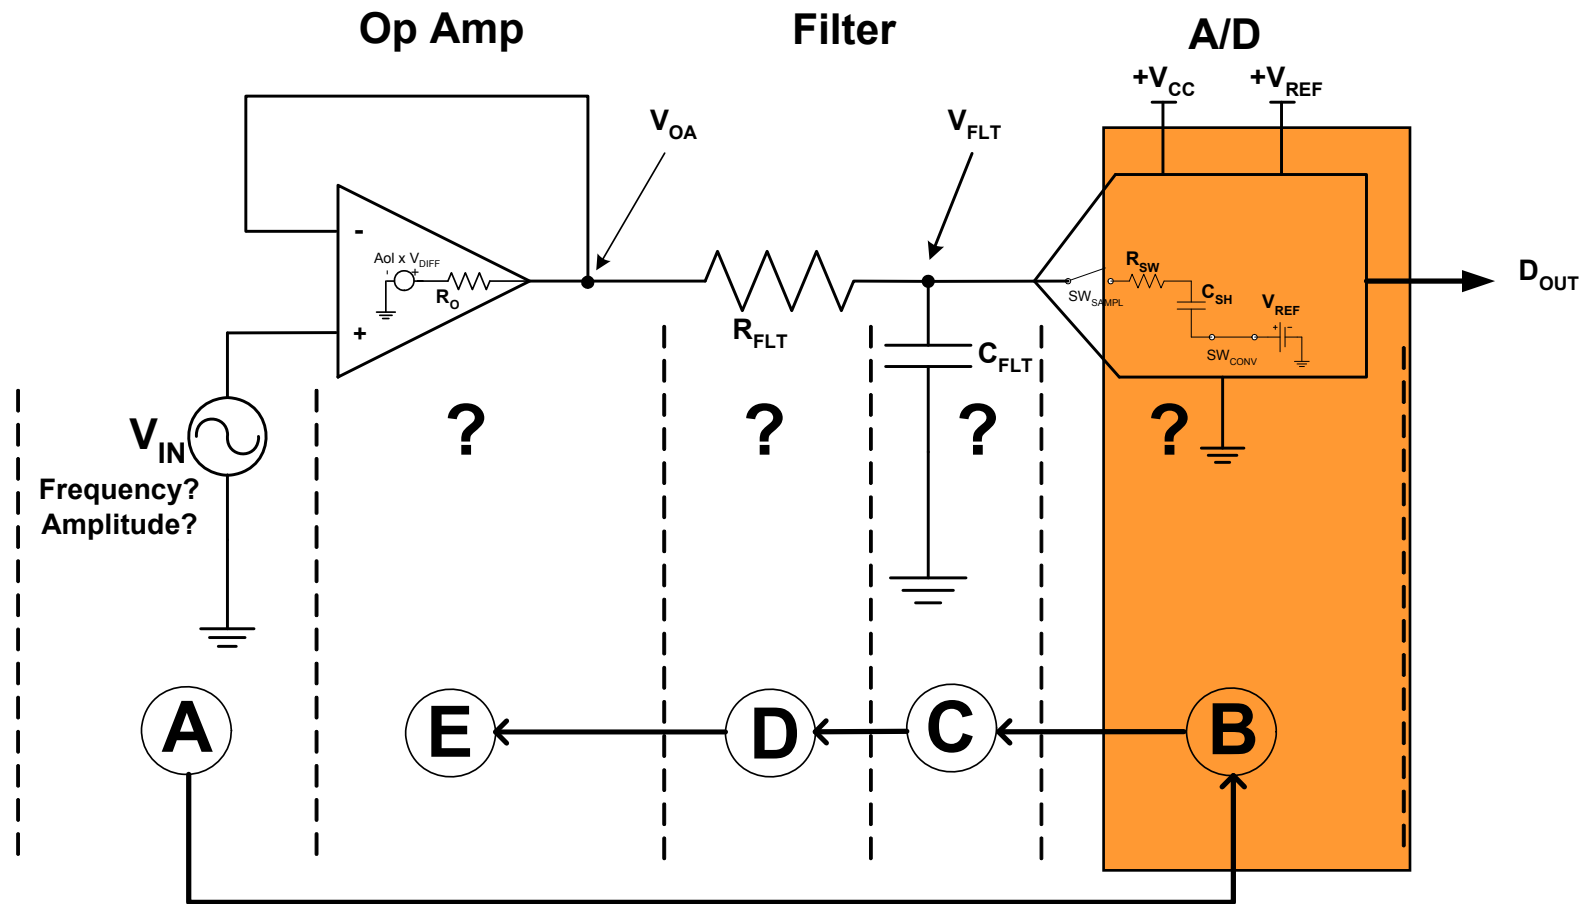 Op Amp
Filter
A/D
+VCC
+VREF
VOA
VFLT
-
Aol x VDIFF
- +
RO
+
RFLT
CFLT
SWSAMPL
RSW
CSH
VREF
+ -
SWCONV
DOUT
VIN
Frequency?
Amplitude?
?
?
?
?
A
E
D
C
B